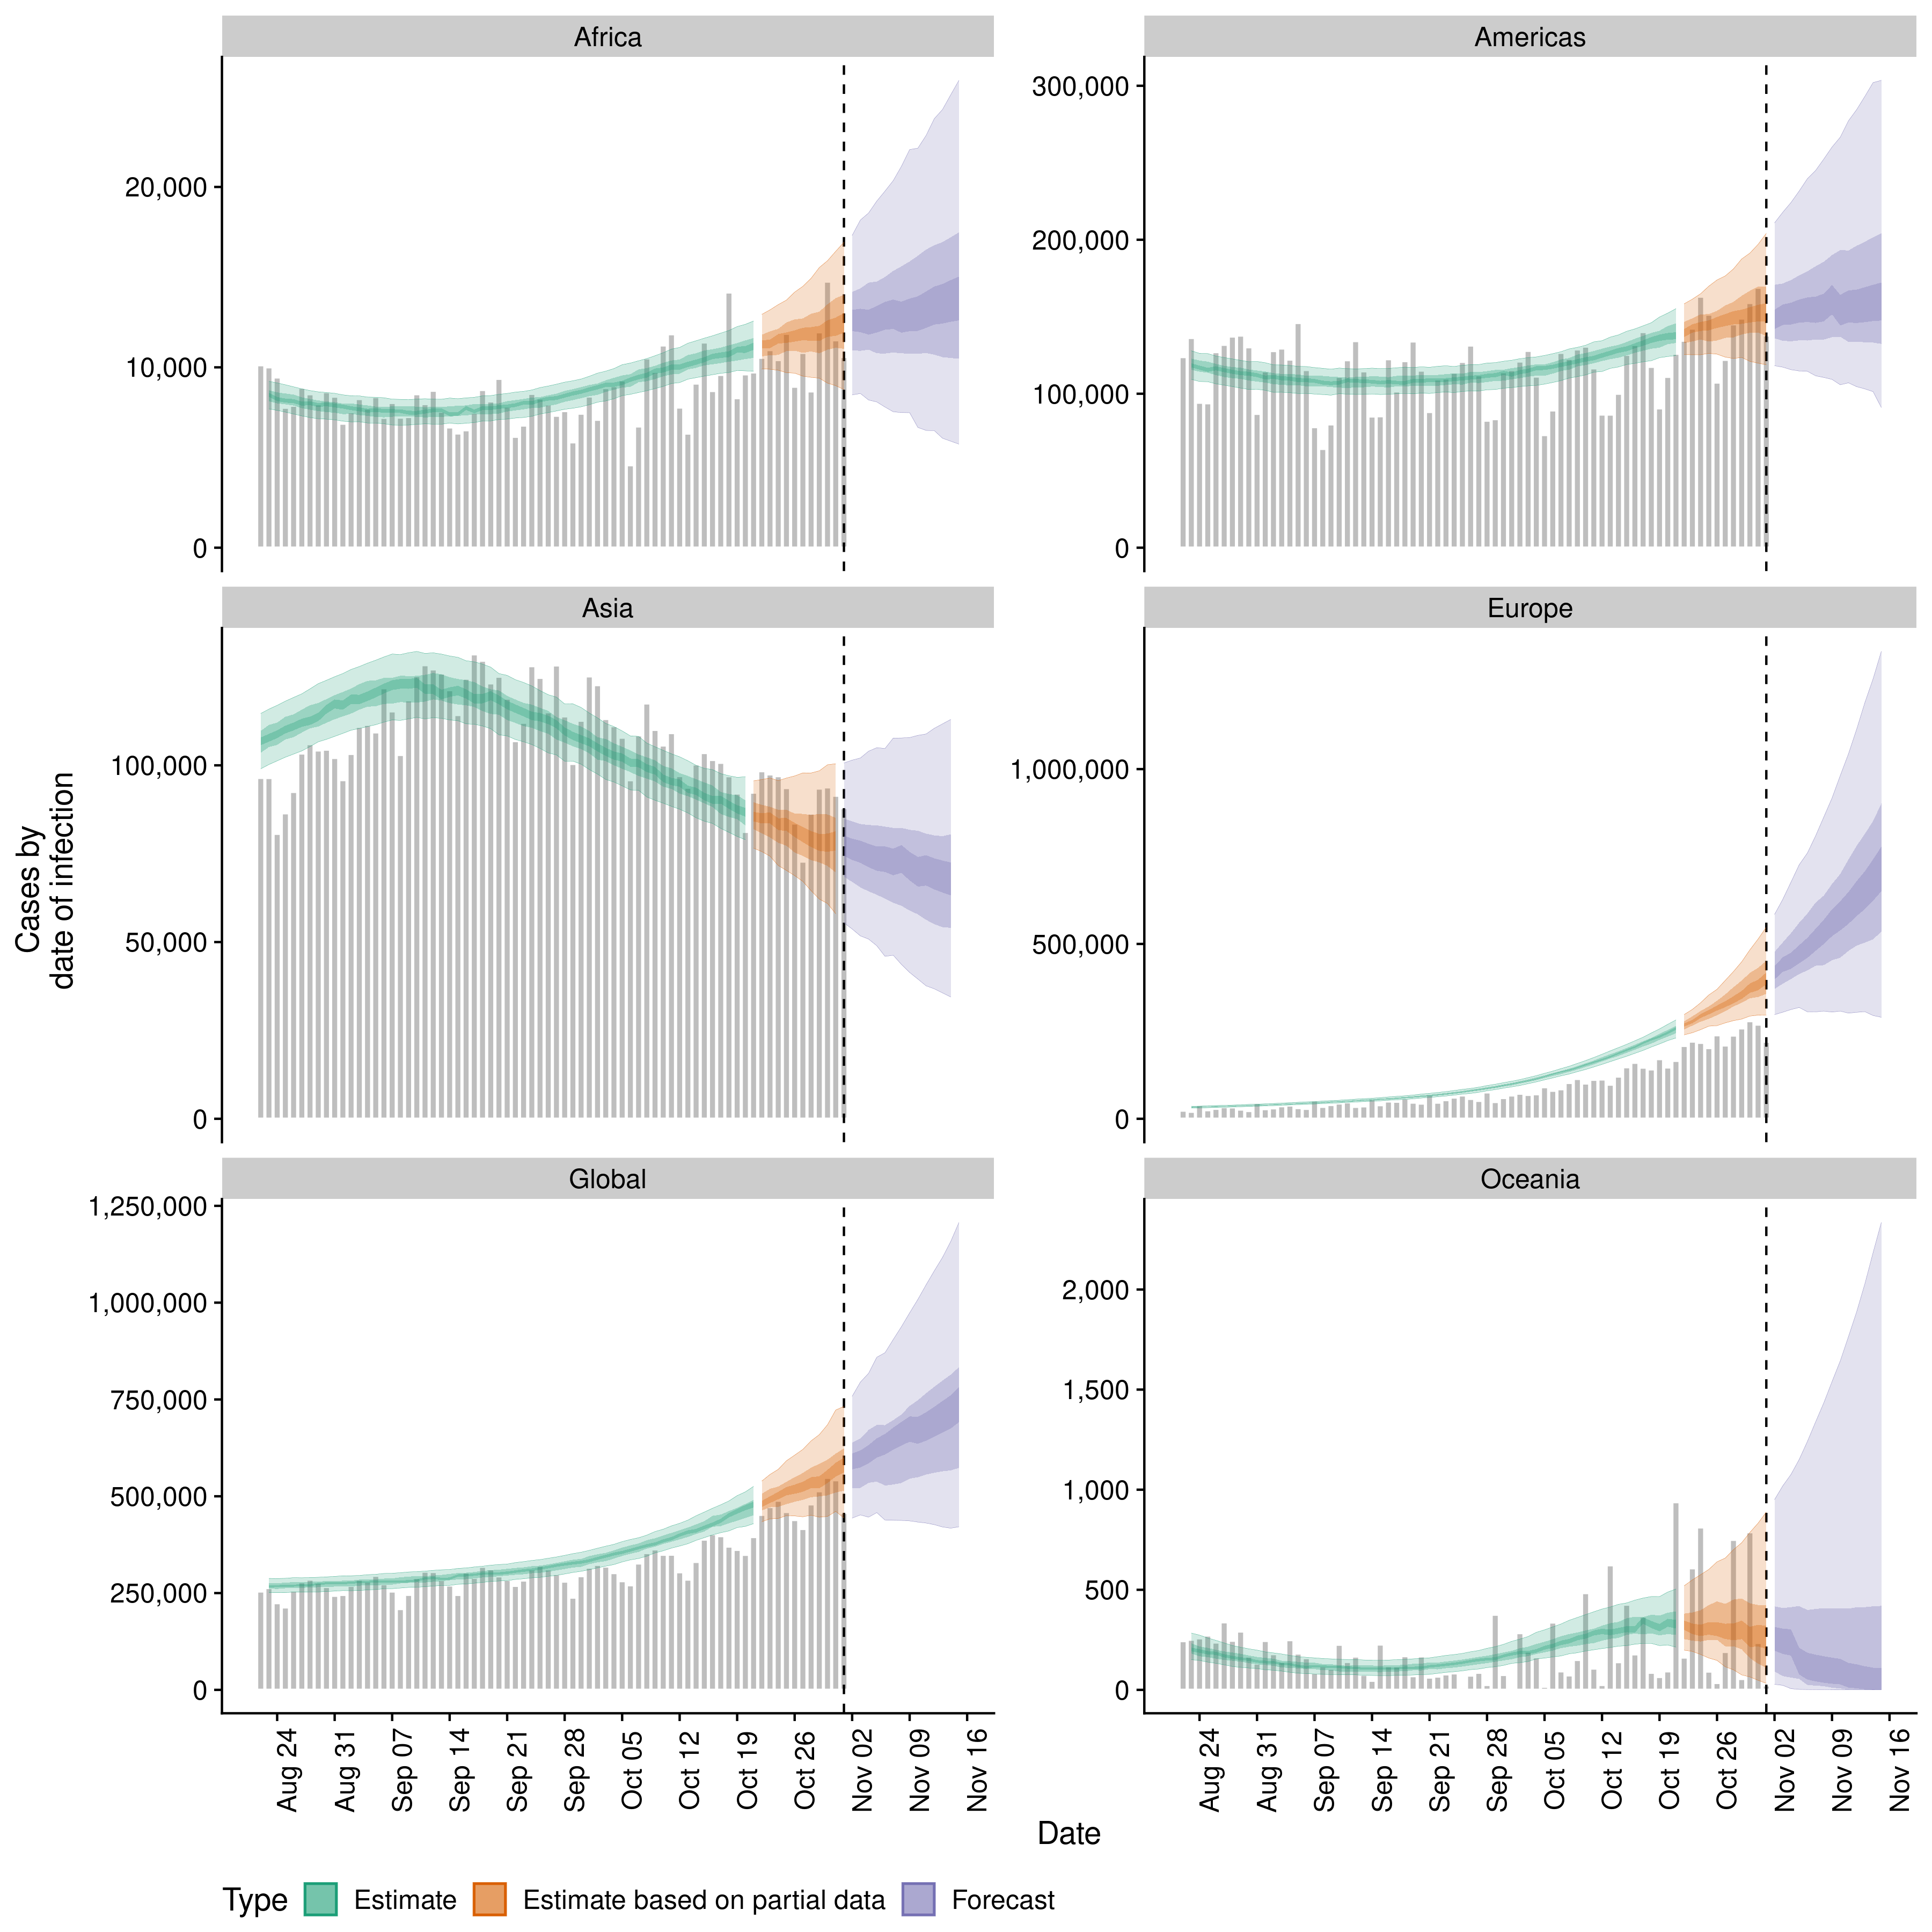 Africa
Americas
20,000
10,000
0
300,000
200,000
100,000
0
Asia
Europe
100,000
50,000
0
1,000,000
500,000
0
Global
Oceania
1,250,000
1,000,000
750,000
500,000
250,000
0
2,000
1,500
1,000
500
0
Cases by
date of infection
Aug 24
Aug 31
Sep 07
Sep 14
Sep 21
Sep 28
Oct 05
Oct 12
Oct 19
Oct 26
Nov 02
Nov 09
Nov 16
Aug 24
Aug 31
Sep 07
Sep 14
Sep 21
Sep 28
Oct 05
Oct 12
Oct 19
Oct 26
Nov 02
Nov 09
Nov 16
Date
Type Estimate Estimate based on partial data Forecast